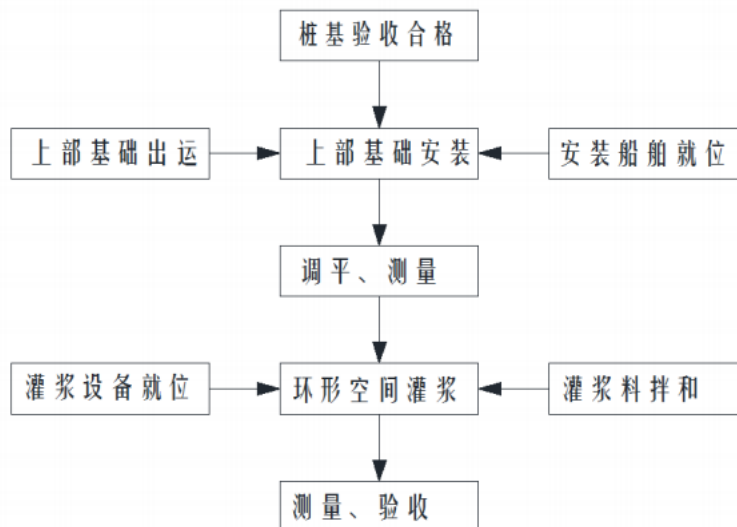 桩基验收合格
上部基础出运
上部基础安装
安装船舶就位
调平、测量
灌浆设备就位
环形空间灌浆
灌浆料拌和
测量、验收